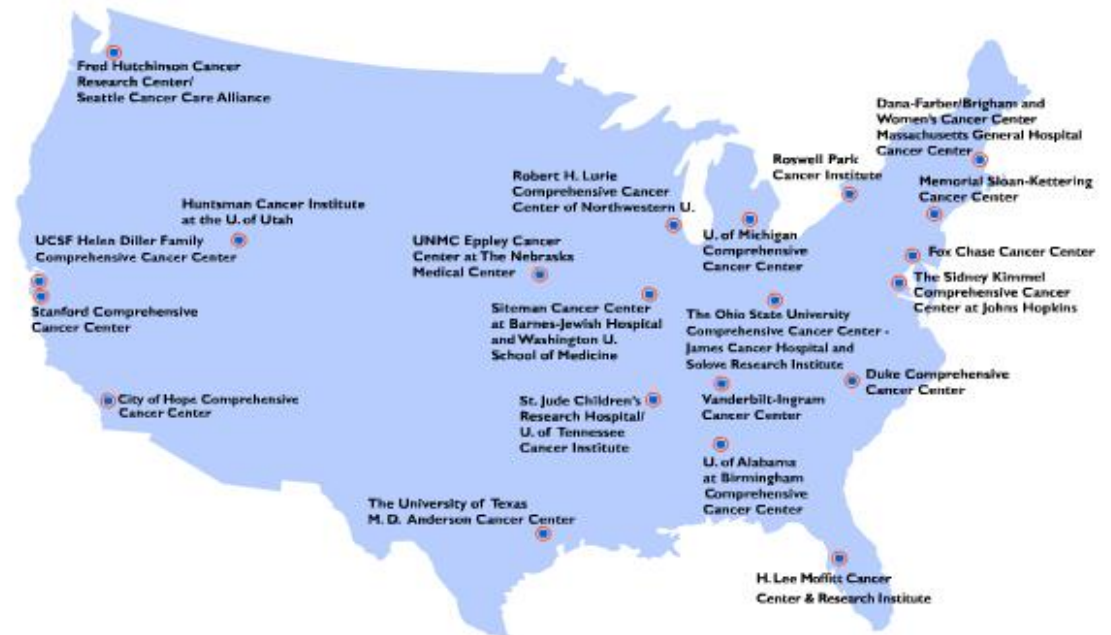 Fred Hutchinson Cancer
Research Center/
Seattle Cancer Care Alliance
Dana-Farber/Brigham and
Women's Cancer Center
Massachusetts General Hospital
Cancer Center
Roswell Park
Cancer Institute
Memorial Sloan-Kettering
Cancer Center
Robert H. Lurie
Comprehensive Cancer
Center of Northwestern U.
Huntsman Cancer Institute
at the U. of Utah
UCSF Helen Diller Family
Comprehensive Cancer Center
UNMC Eppley Cancer
Center at The Nebraska
Medical Center
U. of Michigan
Comprehensive
Cancer Center
Fox Chase Cancer Center
The Sidney Kimmel
Comprehensive Cancer
Center at Johns Hopkins
Stanford Comprehensive
Cancer Center
Siteman Cancer Center
at Barnes-Jewish Hospital
and Washington U.
School of Medicine
The Ohio State University
Comprehensive Cancer Center -
James Cancer Hospital and
Solove Research Institute
Duke Comprehensive
Cancer Center
City of Hope Comprehensive
Cancer Center
St. Jude Children's
Research Hospital/
U. of Tennessee
Cancer Institute
Vanderbilt-Ingram
Cancer Center
U. of Alabama
at Birmingham
Comprehensive
Cancer Center
The University of Texas
M. D. Anderson Cancer Center
H. Lee Moffitt Cancer
Center & Research Institute